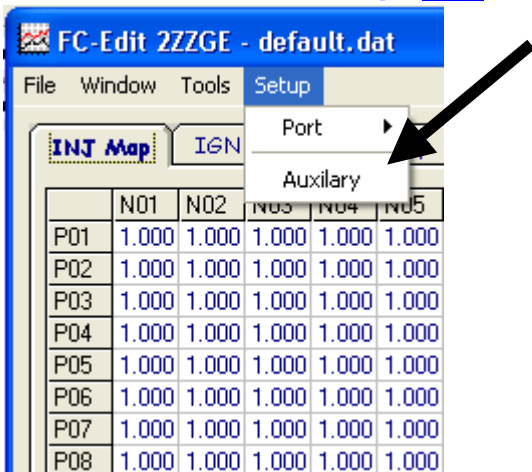 FC-Edit 2ZZGE - default.dat
File Window Tools Setup
Port
INJ Map IGN
Auxilary
N01 N02 N03 N04 N05
P01 1.000 1.000 1.000 1.000 1.000
P02 1.000 1.000 1.000 1.000 1.000
P03 1.000 1.000 1.000 1.000 1.000
P04 1.000 1.000 1.000 1.000 1.000
P05 1.000 1.000 1.000 1.000 1.000
P06 1.000 1.000 1.000 1.000 1.000
P07 1.000 1.000 1.000 1.000 1.000
P08 1.000 1.000 1.000 1.000 1.000